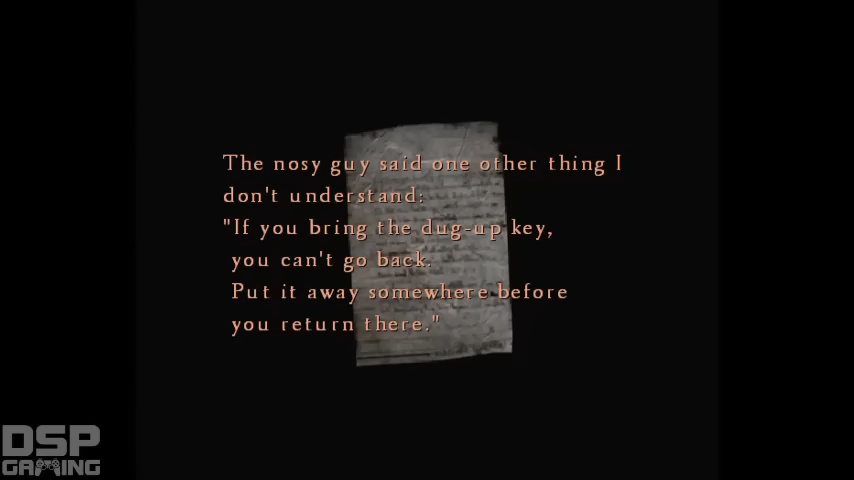 The nosy guy said one other thing I
don't understand:
"If you bring the dug-up key,
you can't go back.
Put it away somewhere before
you return there."
DSP
GAMING